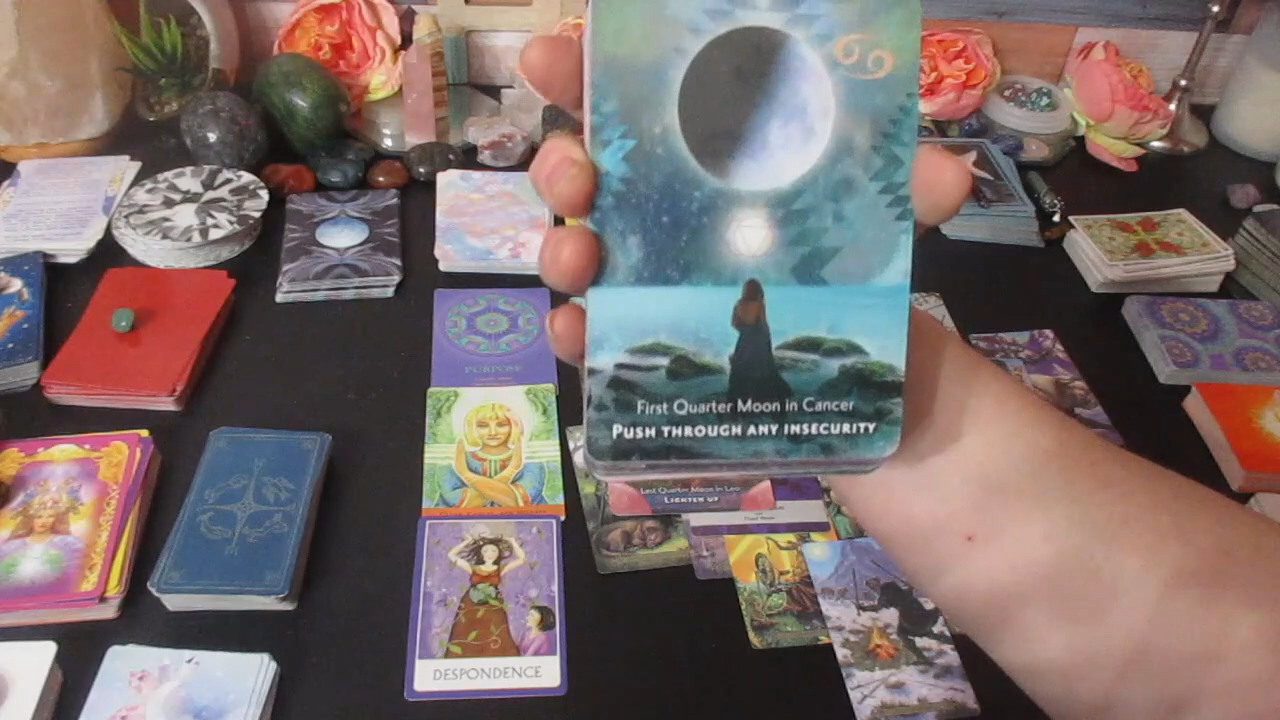 First Quarter Moon in Cancer
PUSH THROUGH ANY INSECURITY
PURPOSE
Last Quarter Moon in Leo
LIGHTEN UP
DESPONDENCE